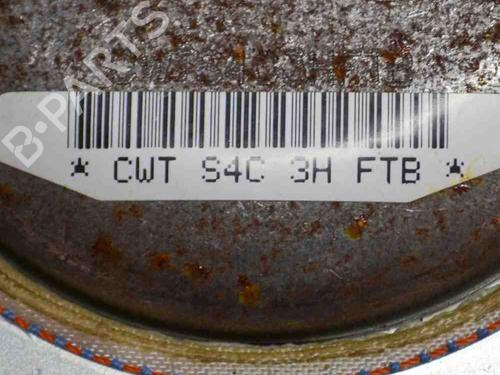 B-PARTS
* CWT S4C 3H FTB *